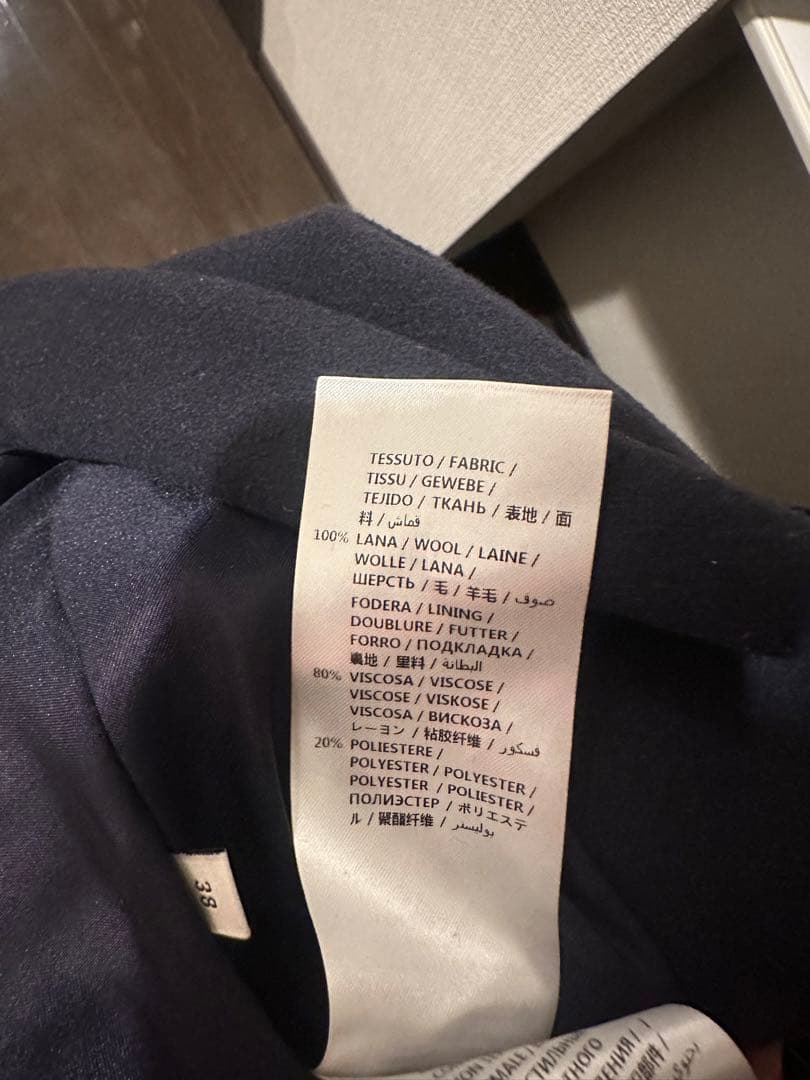 TESSUTO / FABRIC /
TISSU / GEWEBE /
TEJIDO / ТКАНЬ / 表地 / 面
料 / قماش
100% LANA / WOOL / LAINE /
WOLLE / LANA /
ШЕРСТЬ / 毛 / 羊毛 / صوف
FODERA / LINING /
DOUBLURE / FUTTER /
FORRO / ПОДКЛАДКА /
裏地 / 里料 / البطانة
80% VISCOSA / VISCOSE /
VISCOSE / VISKOSE /
VISCOSA / ВИСКОЗА /
レーヨン / 粘胶纤维 / فسكور
20% POLIESTERE /
POLYESTER / POLYESTER /
POLYESTER / POLIESTER /
ПОЛИЭСТЕР / ポリエステ
ル / 聚酯纤维 / بوليستر
38